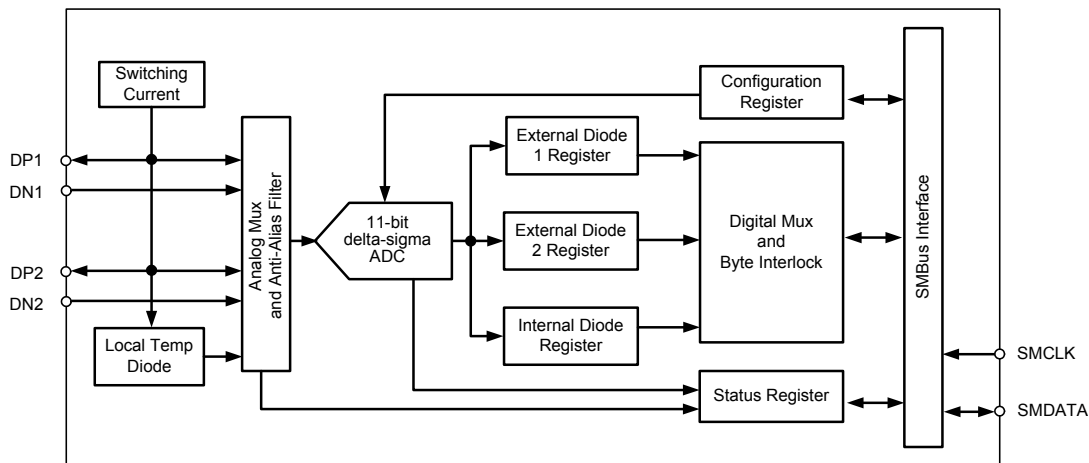 Switching
Current
DP1
DN1
DP2
DN2
Local Temp
Diode
Analog Mux
and Anti-Alias Filter
11-bit
delta-sigma
ADC
External Diode
1 Register
External Diode
2 Register
Internal Diode
Register
Configuration
Register
Digital Mux
and
Byte Interlock
Status Register
SMBus Interface
SMCLK
SMDATA